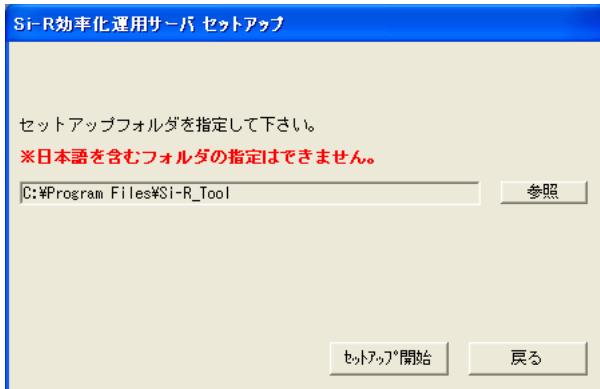 Si-R効率化運用サーバ セットアップ
セットアップフォルダを指定して下さい。
※日本語を含むフォルダの指定はできません。
C:¥Program Files¥Si-R_Tool
参照
ｾｯﾄｱｯﾌﾟ開始
戻る